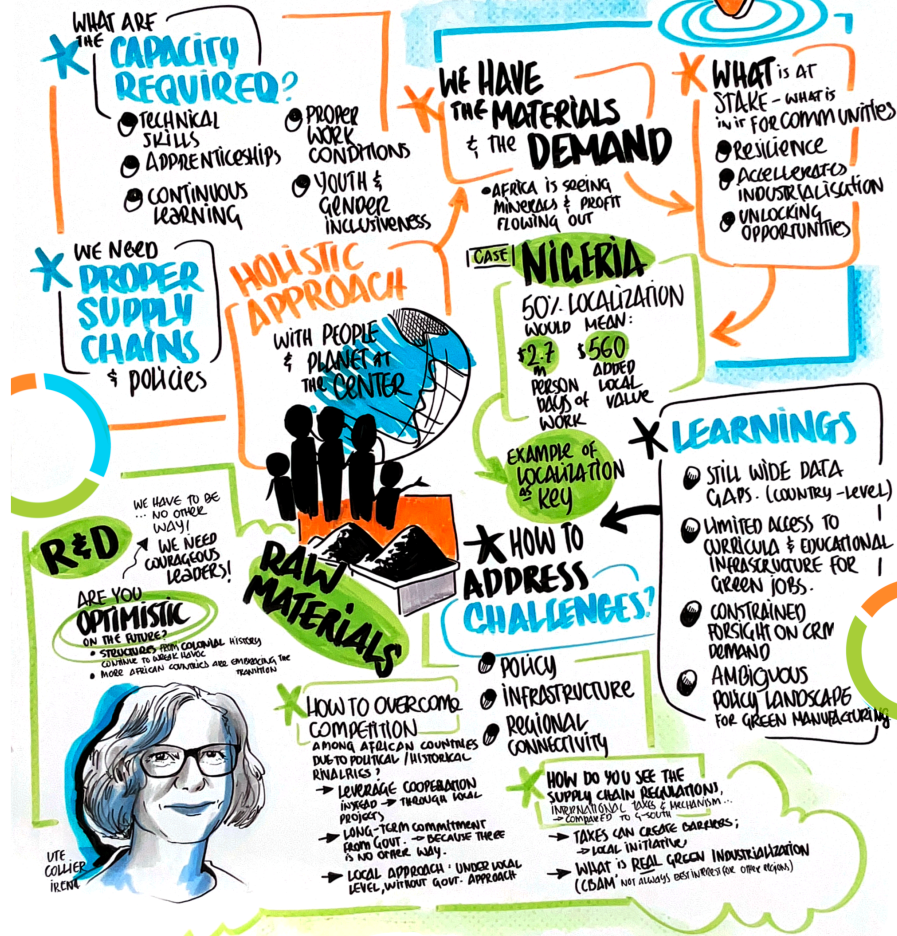 WHAT ARE
THE CAPACITY
REQUIRED?
TECHNICAL
SKILLS
APPRENTICESHIPS
CONTINUOUS
LEARNING
PROPER
WORK
CONDITIONS
YOUTH &
GENDER
INCLUSIVENESS
WE HAVE
THE MATERIALS
& THE DEMAND
• AFRICA IS SEEING
MINERALS & PROFIT
FLOWING OUT
WHAT IS AT
STAKE - WHAT IS
IN IT FOR COMMUNITIES
RESILIENCE
ACCELLERATES
INDUSTRIALISATION
UNLOCKING
OPPORTUNITIES
WE NEED
PROPER
SUPPLY
CHAINS
& POLICIES
HOLISTIC
APPROACH
WITH PEOPLE
& PLANET AT
THE CENTER
CASE NIGERIA
50% LOCALIZATION
WOULD MEAN:
$2.7
m
PERSON
DAYS of
WORK
$560
ADDED
LOCAL
VALUE
EXAMPLE OF
LOCALIZATION
AS KEY
LEARNINGS
STILL WIDE DATA
GAPS. (COUNTRY-LEVEL)
LIMITED ACCESS TO
CURRICULA & EDUCATIONAL
INFRASTRUCTURE FOR
GREEN JOBS.
CONSTRAINED
FORSIGHT ON CRM
DEMAND
AMBIGUOUS
POLICY LANDSCAPE
FOR GREEN MANUFACTURING
R&D
WE HAVE TO BE
... NO OTHER
WAY!
WE NEED
COURAGEOUS
LEADERS!
ARE YOU
OPTIMISTIC
ON THE FUTURE?
• STRUCTURES FROM COLONIAL HISTORY
CONTINUE TO WREAK HAVOC
• MORE AFRICAN COUNTRIES ARE EMBRACING THE
TRANSITION
RAW
MATERIALS
HOW TO
ADDRESS
CHALLENGES?
POLICY
INFRASTRUCTURE
REGIONAL
CONNECTIVITY
HOW TO OVERCOME
COMPETITION
AMONG AFRICAN COUNTRIES
DUE TO POLITICAL / HISTORICAL
RIVALRIES?
→ LEVERAGE COOPERATION
INSTEAD → THROUGH LOCAL
PROJECTS
→ LONG-TERM COMMITMENT
FROM GOVT. → BECAUSE THERE
IS NO OTHER WAY.
→ LOCAL APPROACH: UNDER LOCAL
LEVEL, WITHOUT GOVT. APPROACH
HOW DO YOU SEE THE
SUPPLY CHAIN REGULATIONS,
INTERNATIONAL TAXES & MECHANISM...
→ COMPARED TO G-SOUTH
→ TAXES CAN CREATE BARRIERS;
→ LOCAL INITIATIVE
→ WHAT IS REAL GREEN INDUSTRIALIZATION
(CBAM NOT ALWAYS BEST INTEREST FOR OTHER REGIONS)
UTE
COLLIER
IRENA